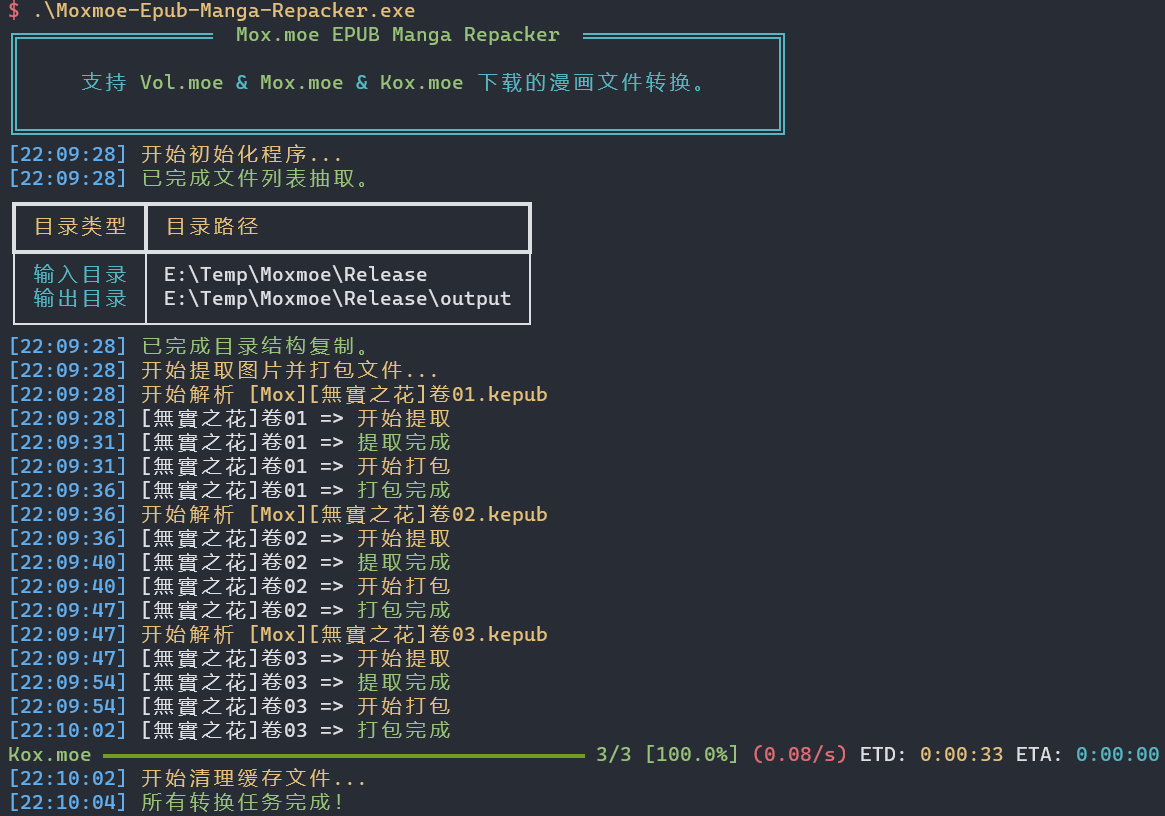 $ .\Moxmoe-Epub-Manga-Repacker.exe
Mox.moe EPUB Manga Repacker
支持 Vol.moe & Mox.moe & Kox.moe 下载的漫画文件转换。
[22:09:28] 开始初始化程序...
[22:09:28] 已完成文件列表抽取。
目录类型 目录路径
输入目录 E:\Temp\Moxmoe\Release
输出目录 E:\Temp\Moxmoe\Release\output
[22:09:28] 已完成目录结构复制。
[22:09:28] 开始提取图片并打包文件...
[22:09:28] 开始解析 [Mox][無實之花]卷01.kepub
[22:09:28] [無實之花]卷01 => 开始提取
[22:09:31] [無實之花]卷01 => 提取完成
[22:09:31] [無實之花]卷01 => 开始打包
[22:09:36] [無實之花]卷01 => 打包完成
[22:09:36] 开始解析 [Mox][無實之花]卷02.kepub
[22:09:36] [無實之花]卷02 => 开始提取
[22:09:40] [無實之花]卷02 => 提取完成
[22:09:40] [無實之花]卷02 => 开始打包
[22:09:47] [無實之花]卷02 => 打包完成
[22:09:47] 开始解析 [Mox][無實之花]卷03.kepub
[22:09:47] [無實之花]卷03 => 开始提取
[22:09:54] [無實之花]卷03 => 提取完成
[22:09:54] [無實之花]卷03 => 开始打包
[22:10:02] [無實之花]卷03 => 打包完成
Kox.moe 3/3 [100.0%] (0.08/s) ETD: 0:00:33 ETA: 0:00:00
[22:10:02] 开始清理缓存文件...
[22:10:04] 所有转换任务完成!